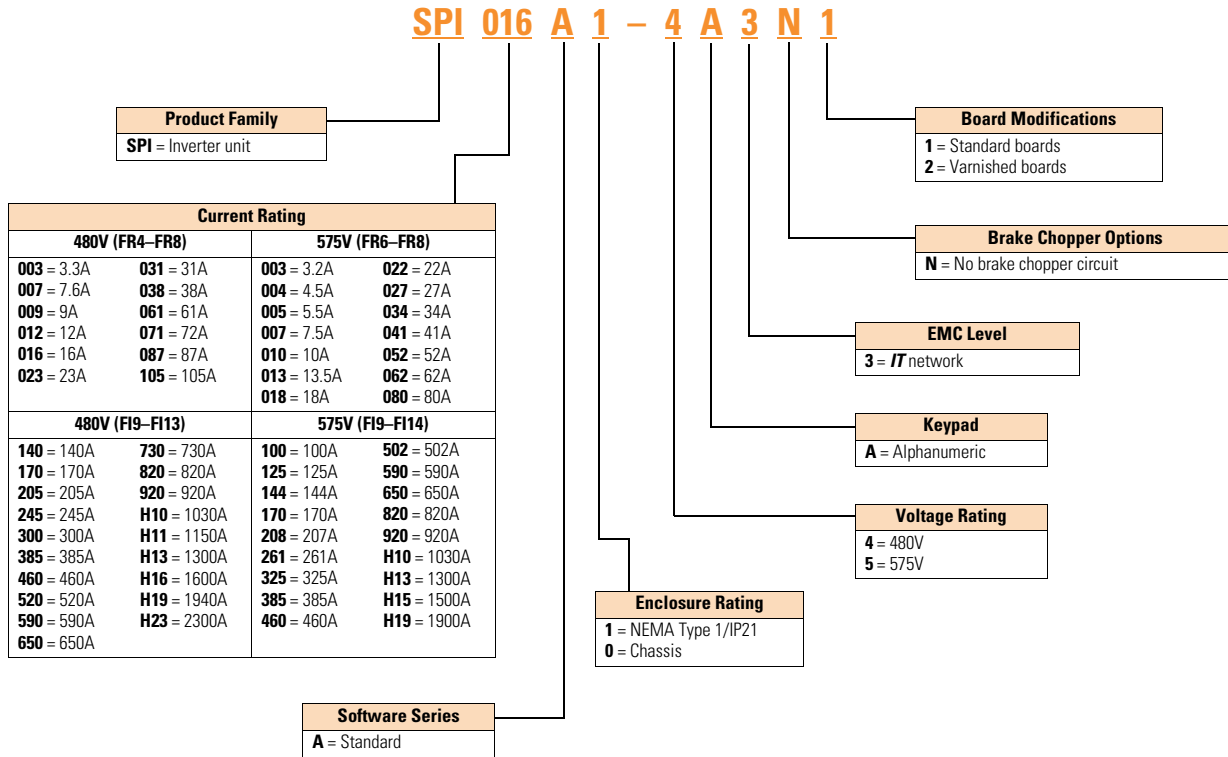 SPI 016 A 1 – 4 A 3 N 1
Product Family
SPI = Inverter unit
Current Rating
480V (FR4–FR8) 575V (FR6–FR8)
003 = 3.3A 031 = 31A 003 = 3.2A 022 = 22A
007 = 7.6A 038 = 38A 004 = 4.5A 027 = 27A
009 = 9A 061 = 61A 005 = 5.5A 034 = 34A
012 = 12A 071 = 72A 007 = 7.5A 041 = 41A
016 = 16A 087 = 87A 010 = 10A 052 = 52A
023 = 23A 105 = 105A 013 = 13.5A 062 = 62A
018 = 18A 080 = 80A
480V (FI9–FI13) 575V (FI9–FI14)
140 = 140A 730 = 730A 100 = 100A 502 = 502A
170 = 170A 820 = 820A 125 = 125A 590 = 590A
205 = 205A 920 = 920A 144 = 144A 650 = 650A
245 = 245A H10 = 1030A 170 = 170A 820 = 820A
300 = 300A H11 = 1150A 208 = 207A 920 = 920A
385 = 385A H13 = 1300A 261 = 261A H10 = 1030A
460 = 460A H16 = 1600A 325 = 325A H13 = 1300A
520 = 520A H19 = 1940A 385 = 385A H15 = 1500A
590 = 590A H23 = 2300A 460 = 460A H19 = 1900A
650 = 650A
Software Series
A = Standard
Enclosure Rating
1 = NEMA Type 1/IP21
0 = Chassis
Voltage Rating
4 = 480V
5 = 575V
Keypad
A = Alphanumeric
EMC Level
3 = IT network
Brake Chopper Options
N = No brake chopper circuit
Board Modifications
1 = Standard boards
2 = Varnished boards